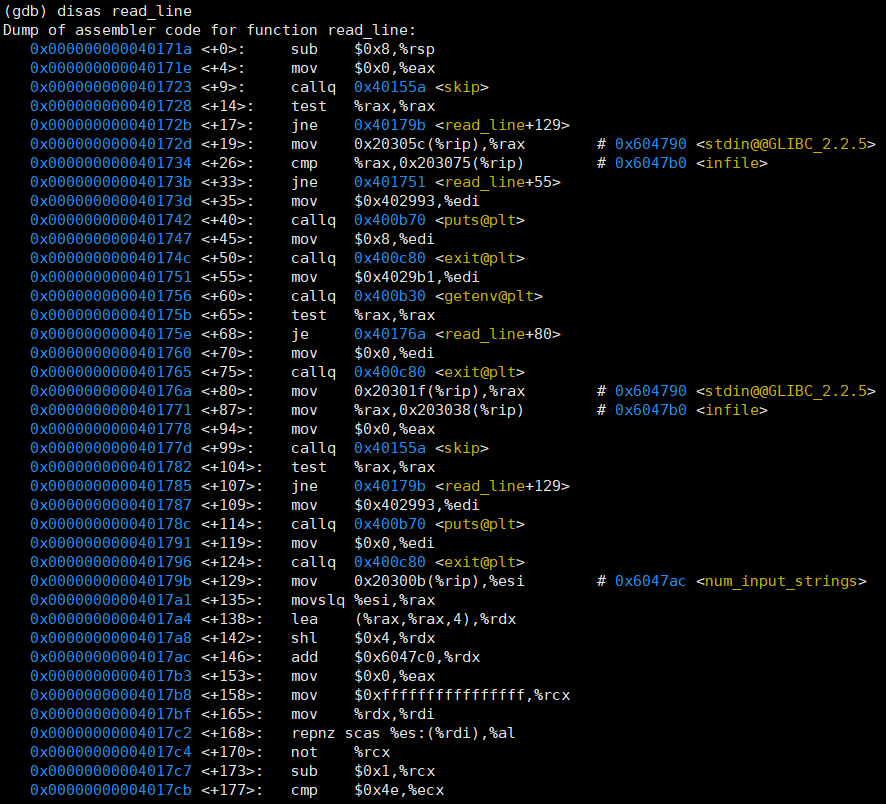 (gdb) disas read_line
Dump of assembler code for function read_line:
   0x000000000040171a <+0>:     sub    $0x8,%rsp
   0x000000000040171e <+4>:     mov    $0x0,%eax
   0x0000000000401723 <+9>:     callq  0x40155a <skip>
   0x0000000000401728 <+14>:    test   %rax,%rax
   0x000000000040172b <+17>:    jne    0x40179b <read_line+129>
   0x000000000040172d <+19>:    mov    0x20305c(%rip),%rax        # 0x604790 <stdin@@GLIBC_2.2.5>
   0x0000000000401734 <+26>:    cmp    %rax,0x203075(%rip)        # 0x6047b0 <infile>
   0x000000000040173b <+33>:    jne    0x401751 <read_line+55>
   0x000000000040173d <+35>:    mov    $0x402993,%edi
   0x0000000000401742 <+40>:    callq  0x400b70 <puts@plt>
   0x0000000000401747 <+45>:    mov    $0x8,%edi
   0x000000000040174c <+50>:    callq  0x400c80 <exit@plt>
   0x0000000000401751 <+55>:    mov    $0x4029b1,%edi
   0x0000000000401756 <+60>:    callq  0x400b30 <getenv@plt>
   0x000000000040175b <+65>:    test   %rax,%rax
   0x000000000040175e <+68>:    je     0x40176a <read_line+80>
   0x0000000000401760 <+70>:    mov    $0x0,%edi
   0x0000000000401765 <+75>:    callq  0x400c80 <exit@plt>
   0x000000000040176a <+80>:    mov    0x20301f(%rip),%rax        # 0x604790 <stdin@@GLIBC_2.2.5>
   0x0000000000401771 <+87>:    mov    %rax,0x203038(%rip)        # 0x6047b0 <infile>
   0x0000000000401778 <+94>:    mov    $0x0,%eax
   0x000000000040177d <+99>:    callq  0x40155a <skip>
   0x0000000000401782 <+104>:   test   %rax,%rax
   0x0000000000401785 <+107>:   jne    0x40179b <read_line+129>
   0x0000000000401787 <+109>:   mov    $0x402993,%edi
   0x000000000040178c <+114>:   callq  0x400b70 <puts@plt>
   0x0000000000401791 <+119>:   mov    $0x0,%edi
   0x0000000000401796 <+124>:   callq  0x400c80 <exit@plt>
   0x000000000040179b <+129>:   mov    0x20300b(%rip),%esi        # 0x6047ac <num_input_strings>
   0x00000000004017a1 <+135>:   movslq %esi,%rax
   0x00000000004017a4 <+138>:   lea    (%rax,%rax,4),%rdx
   0x00000000004017a8 <+142>:   shl    $0x4,%rdx
   0x00000000004017ac <+146>:   add    $0x6047c0,%rdx
   0x00000000004017b3 <+153>:   mov    $0x0,%eax
   0x00000000004017b8 <+158>:   mov    $0xffffffffffffffff,%rcx
   0x00000000004017bf <+165>:   mov    %rdx,%rdi
   0x00000000004017c2 <+168>:   repnz scas %es:(%rdi),%al
   0x00000000004017c4 <+170>:   not    %rcx
   0x00000000004017c7 <+173>:   sub    $0x1,%rcx
   0x00000000004017cb <+177>:   cmp    $0x4e,%ecx